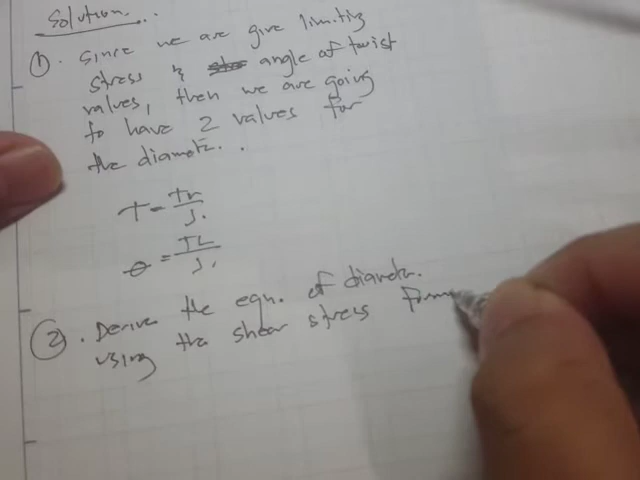 Solution...
①. Since we are give limiting
stress & angle of twist
values, then we are going
to have 2 values for
the diameter..
τ = Tr/J.
θ = TL/J.
②. Derive the eqn. of diameter.
using the shear stress form